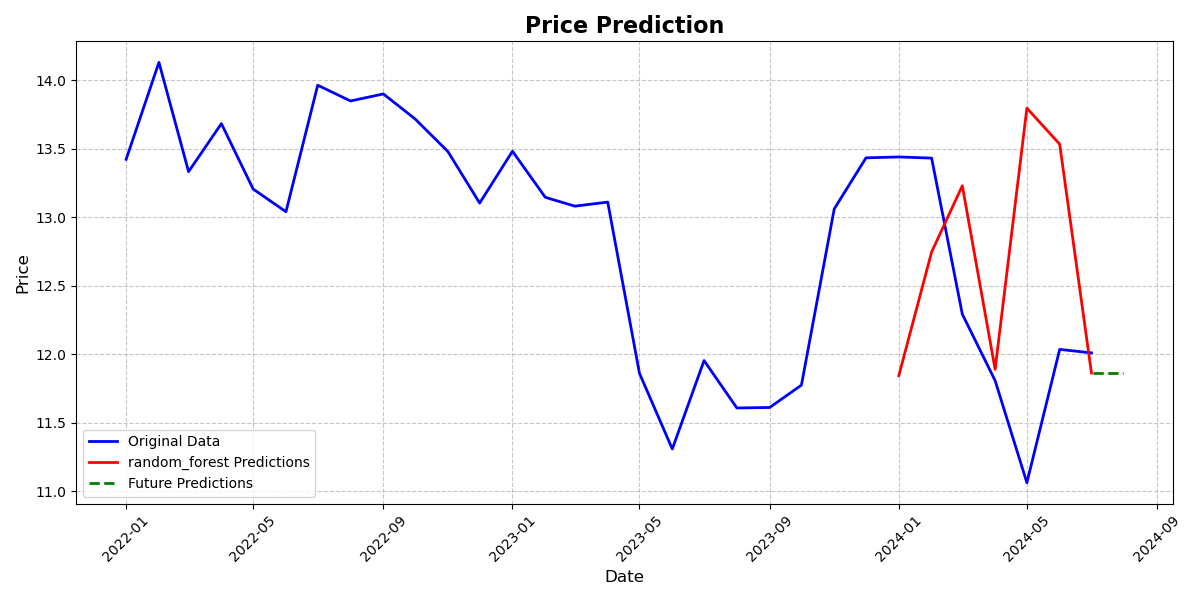 Price Prediction
Price
14.0
13.5
13.0
12.5
12.0
11.5
11.0
Original Data
random_forest Predictions
Future Predictions
2022-01
2022-05
2022-09
2023-01
2023-05
2023-09
2024-01
2024-05
2024-09
Date